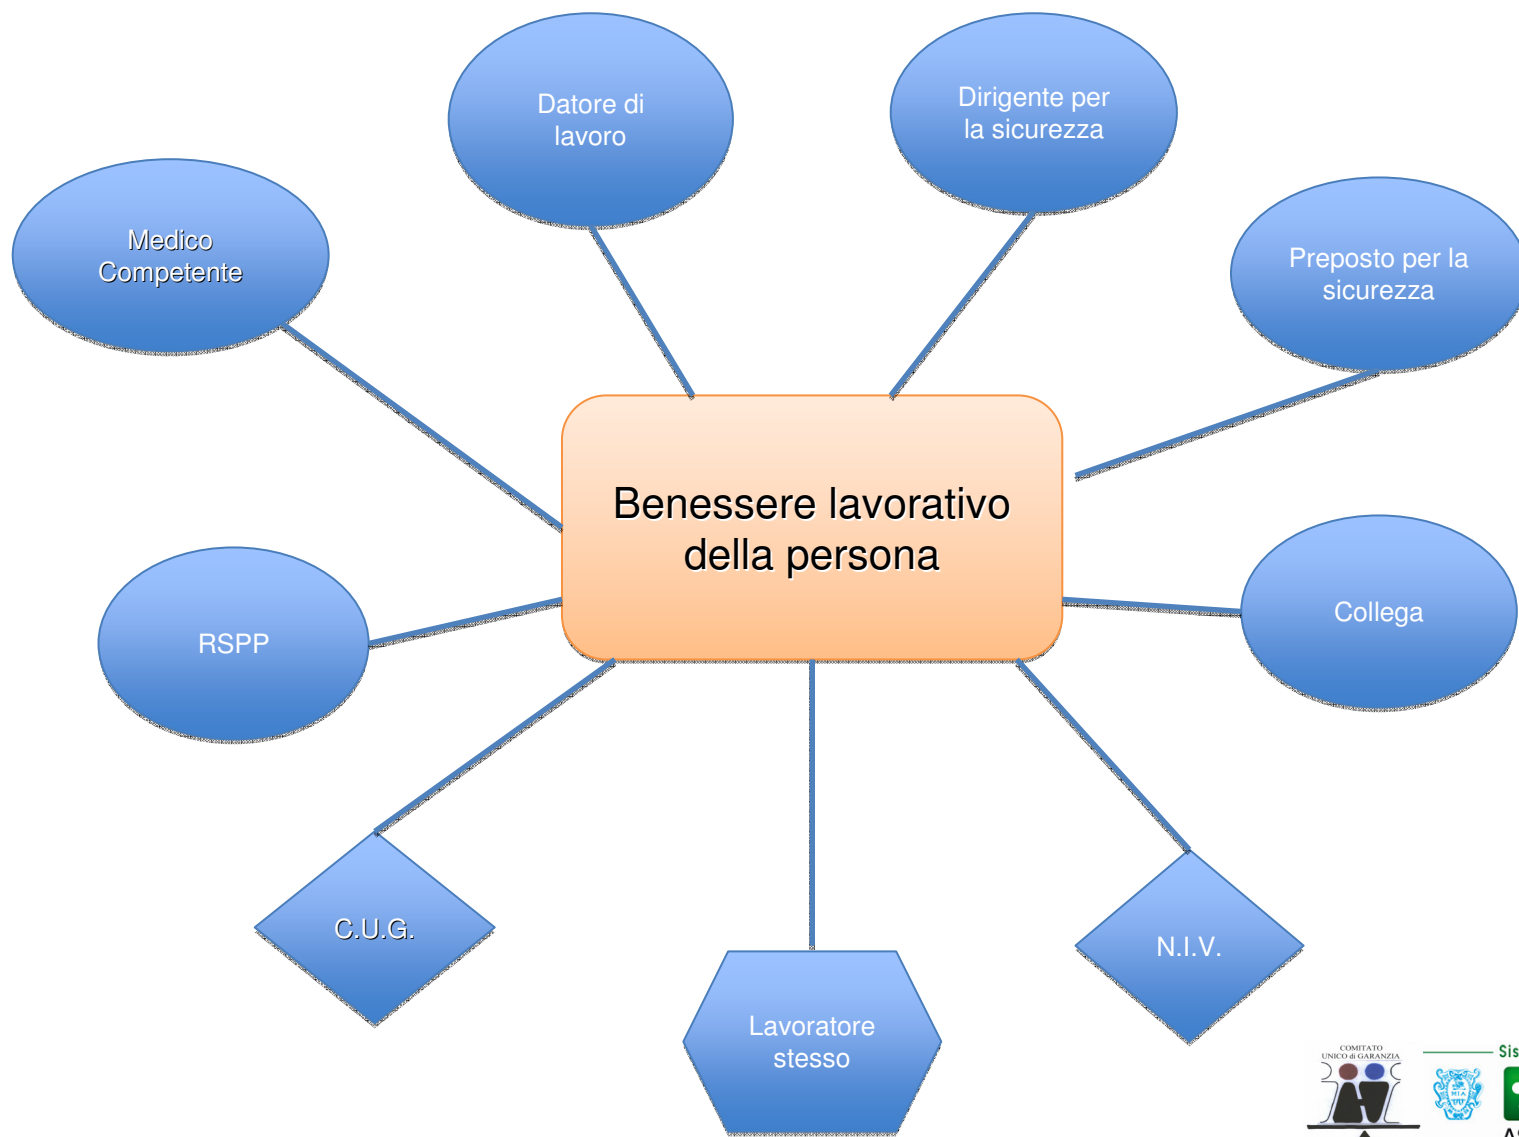 Datore di
lavoro
Dirigente per
la sicurezza
Medico
Competente
Preposto per la
sicurezza
Benessere lavorativo
della persona
RSPP
Collega
C.U.G.
N.I.V.
Lavoratore
stesso
COMITATO
UNICO di GARANZIA